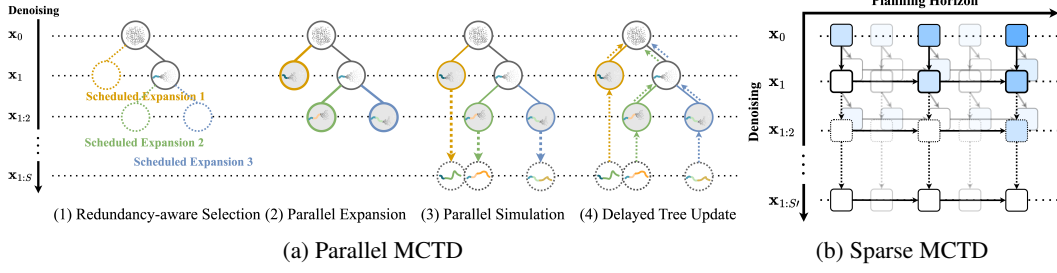 Denoising
x0
x1
x1:2
x1:S
Scheduled Expansion 1
Scheduled Expansion 2
Scheduled Expansion 3
(1) Redundancy-aware Selection
(2) Parallel Expansion
(3) Parallel Simulation
(4) Delayed Tree Update
(a) Parallel MCTD
Planning Horizon
Denoising
x0
x1
x1:2
x1:S′
(b) Sparse MCTD